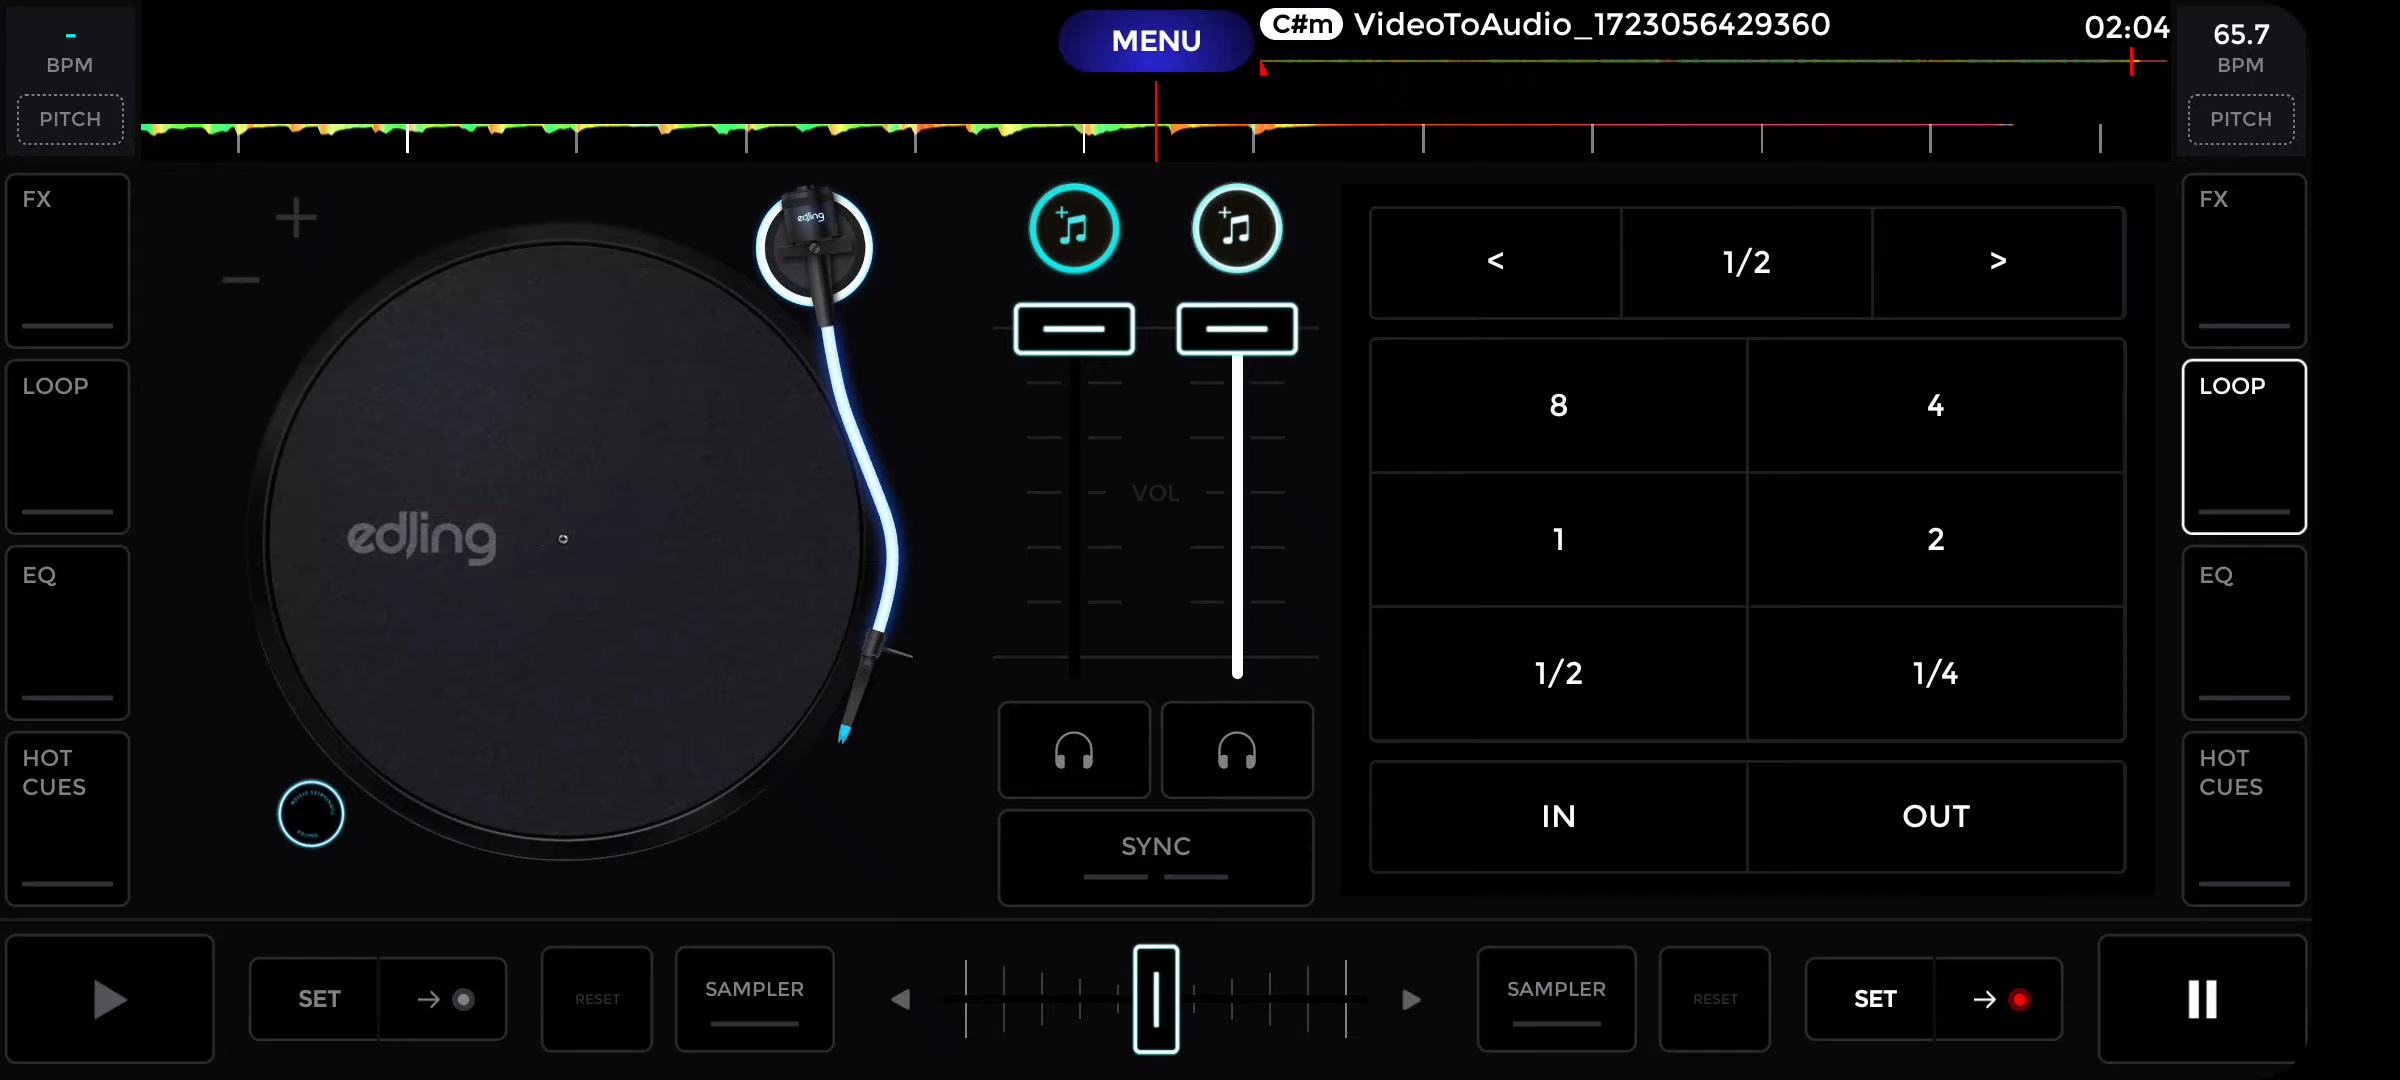 -
BPM
PITCH
MENU
C#m VideoToAudio_1723056429360
02:04
65.7
BPM
PITCH
FX
LOOP
EQ
HOT
CUES
edjing
edjing
VOL
SYNC
< 1/2 >
8 4
1 2
1/2 1/4
IN OUT
FX
LOOP
EQ
HOT
CUES
SET
RESET
SAMPLER
SAMPLER
RESET
SET